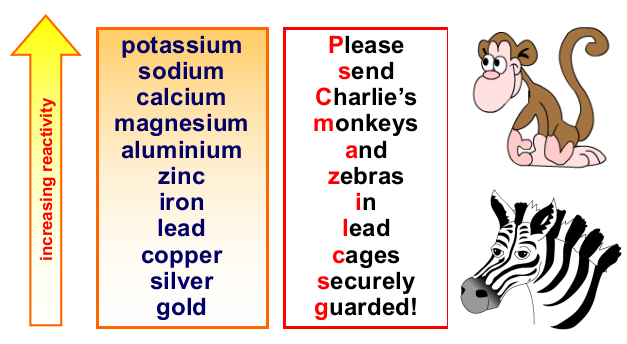 increasing reactivity
potassium
sodium
calcium
magnesium
aluminium
zinc
iron
lead
copper
silver
gold
Please
send
Charlie's
monkeys
and
zebras
in
lead
cages
securely
guarded!